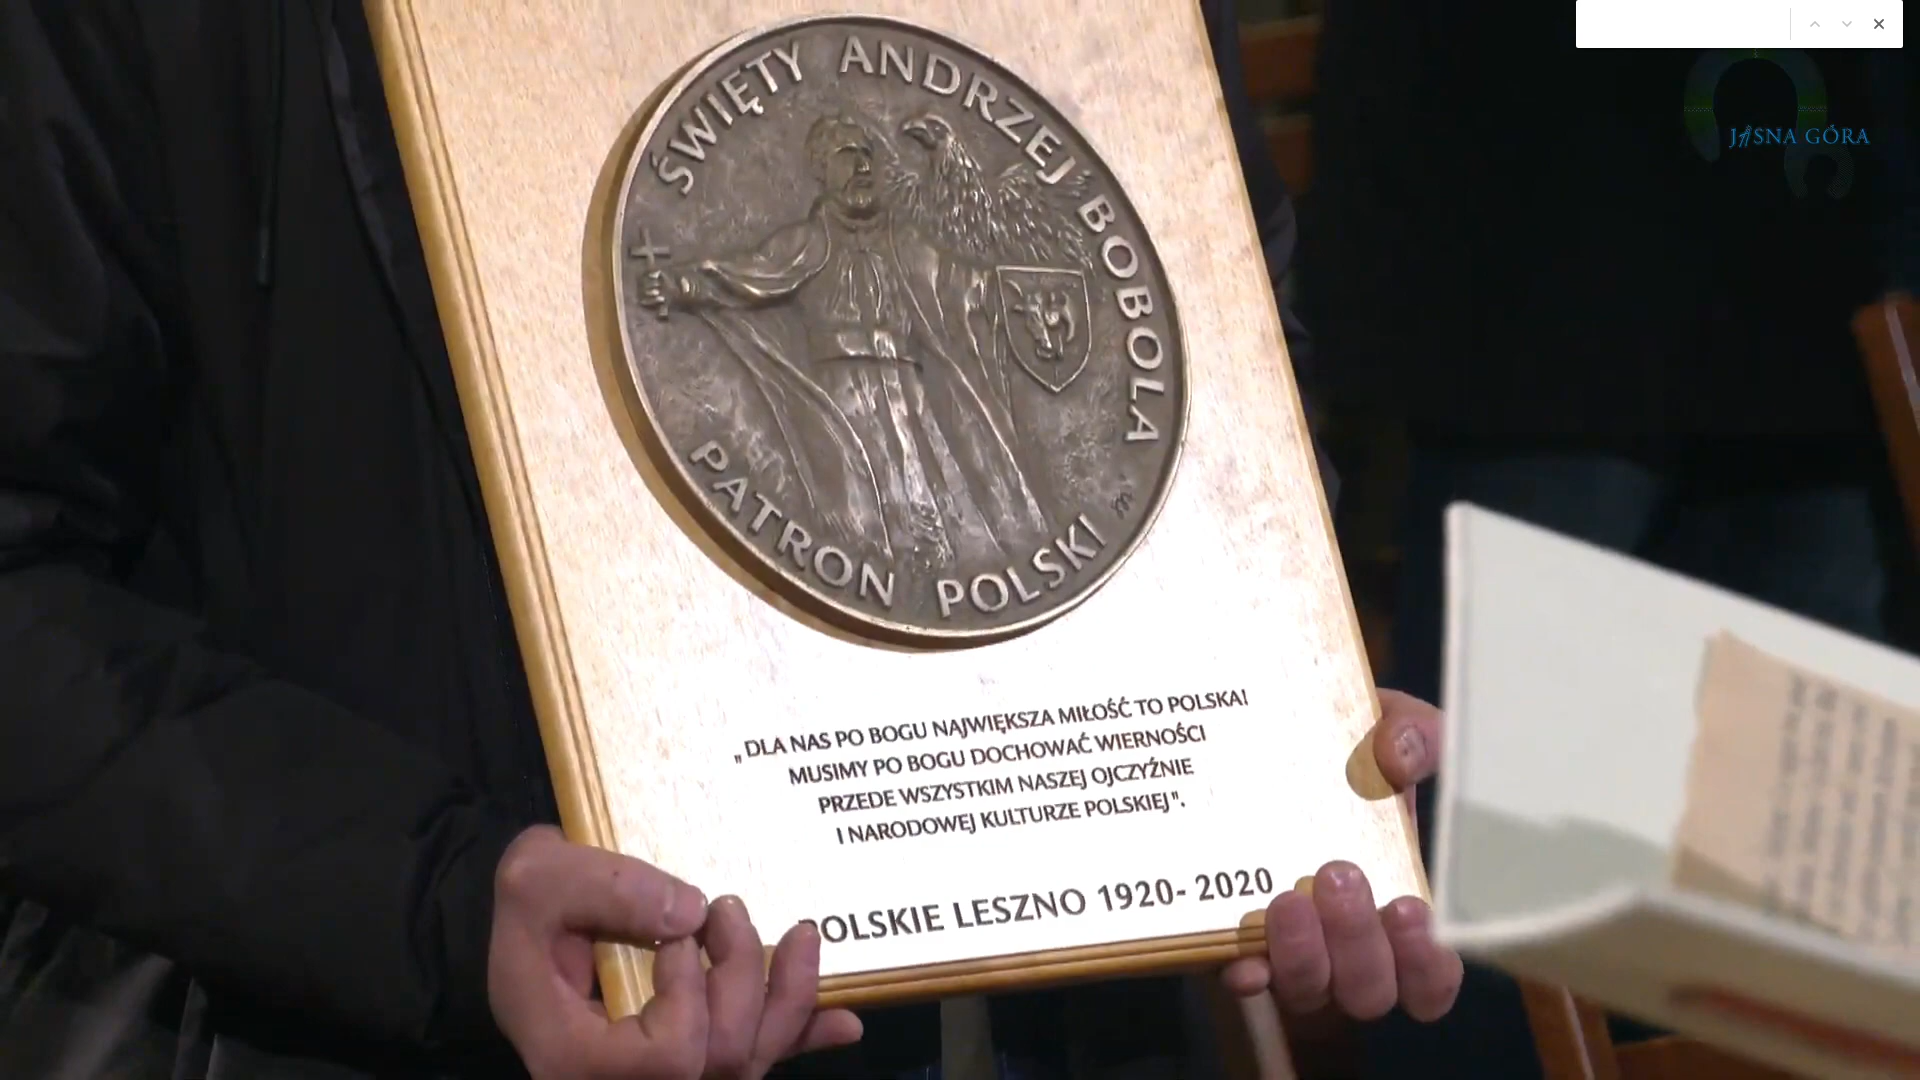 ŚWIĘTY ANDRZEJ BOBOLA
PATRON POLSKI
„DLA NAS PO BOGU NAJWIĘKSZA MIŁOŚĆ TO POLSKA!
MUSIMY PO BOGU DOCHOWAĆ WIERNOŚCI
PRZEDE WSZYSTKIM NASZEJ OJCZYŹNIE
I NARODOWEJ KULTURZE POLSKIEJ".
POLSKIE LESZNO 1920- 2020
JASNA GÓRA